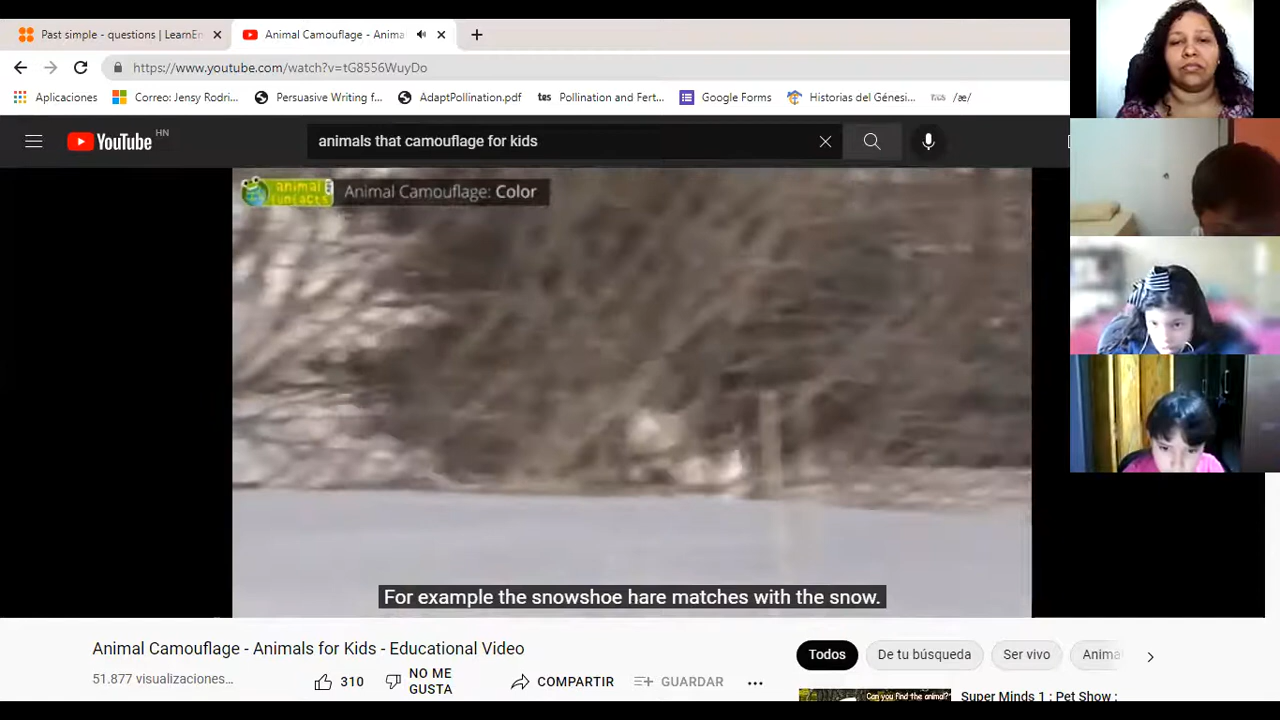 Past simple - questions | LearnEn
Animal Camouflage - Anima
https://www.youtube.com/watch?v=tG8556WuyDo
Aplicaciones
Correo: Jensy Rodri...
Persuasive Writing f...
AdaptPollination.pdf
tes Pollination and Fert...
Google Forms
Historias del Génesi...
/æ/
YouTube HN
animals that camouflage for kids
animal funfacts
Animal Camouflage: Color
For example the snowshoe hare matches with the snow.
Animal Camouflage - Animals for Kids - Educational Video
51.877 visualizaciones...
310
NO ME GUSTA
COMPARTIR
GUARDAR
Todos
De tu búsqueda
Ser vivo
Anima
Can you find the animal?
Super Minds 1 : Pet Show :